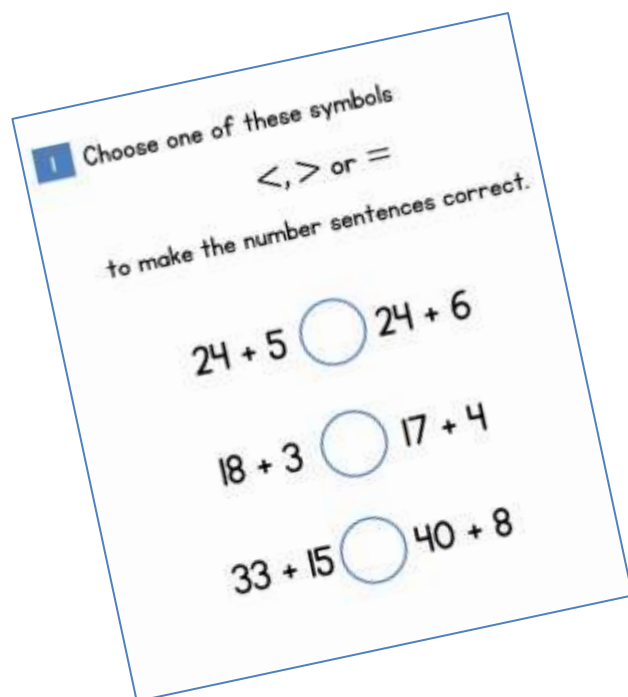 1 Choose one of these symbols
<, > or =
to make the number sentences correct.
24 + 5 24 + 6
18 + 3 17 + 4
33 + 15 40 + 8